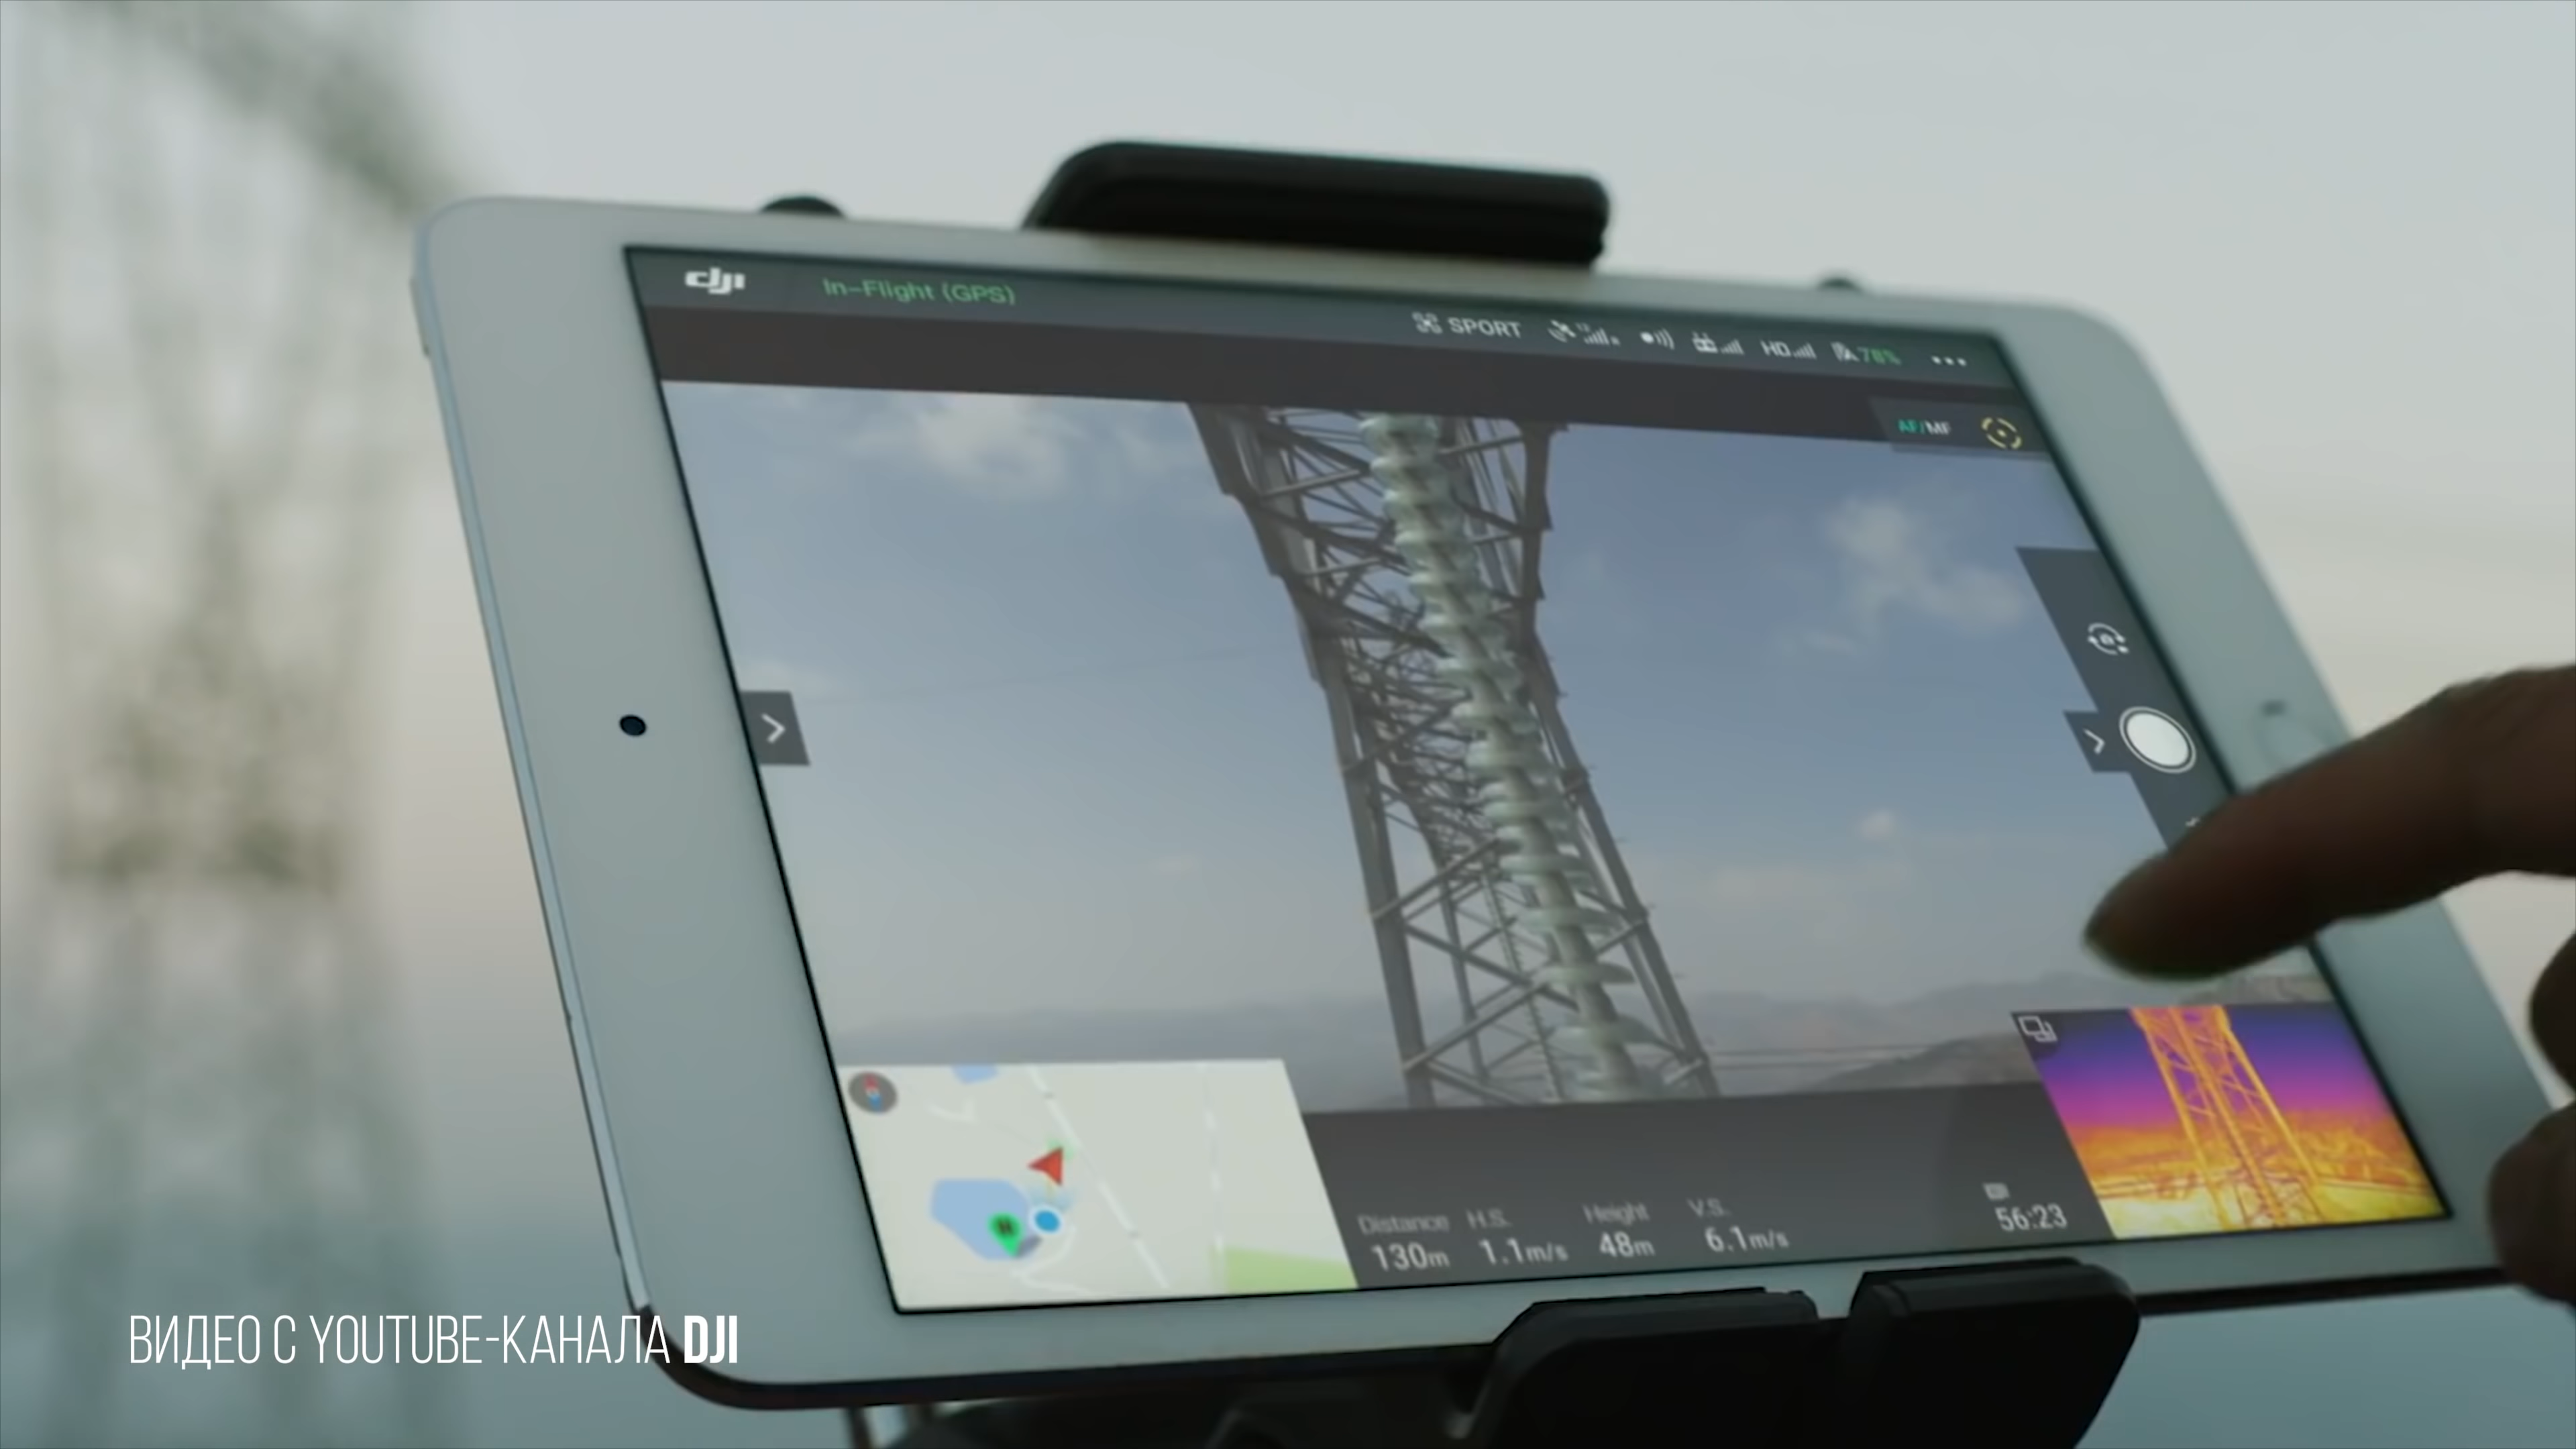 dji
In-Flight (GPS)
SPORT
HD
78%
AF/MF
Distance
130m
H.S.
1.1m/s
Height
48m
V.S.
6.1m/s
56:23
H
ВИДЕО С YOUTUBE-КАНАЛА DJI